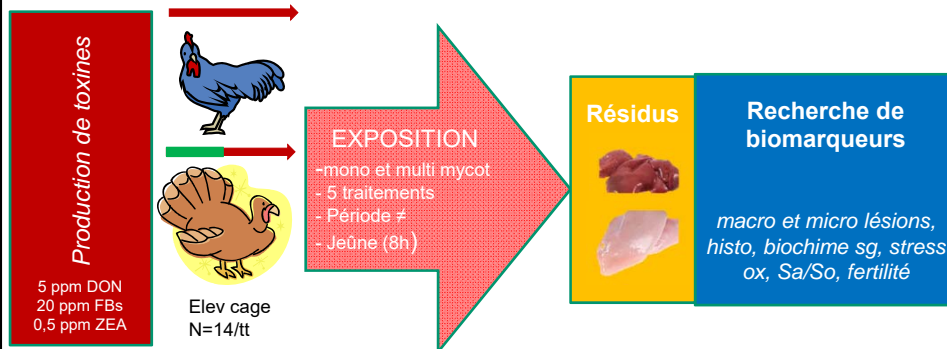 Production de toxines
5 ppm DON
20 ppm FBs
0,5 ppm ZEA
Elev cage
N=14/tt
EXPOSITION
-mono et multi mycot
- 5 traitements
- Période ≠
- Jeûne (8h)
Résidus
Recherche de
biomarqueurs
macro et micro lésions,
histo, biochime sg, stress
ox, Sa/So, fertilité